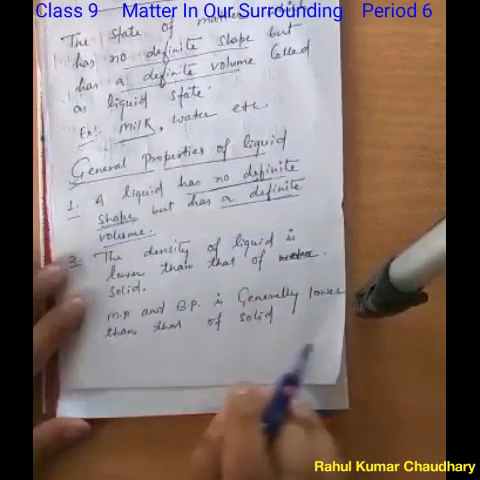 Class 9 Matter In Our Surrounding Period 6
The state of matter which
has no definite shape but
has a definite volume Called
as liquid state.
Ex:- Milk, water etc
General Properties of liquid
1. A liquid has no definite
shape but has a definite
volume.
2. The density of liquid is
lower than that of
solid.
M.P and B.P. is Generally lower
than that of solid
Rahul Kumar Chaudhary